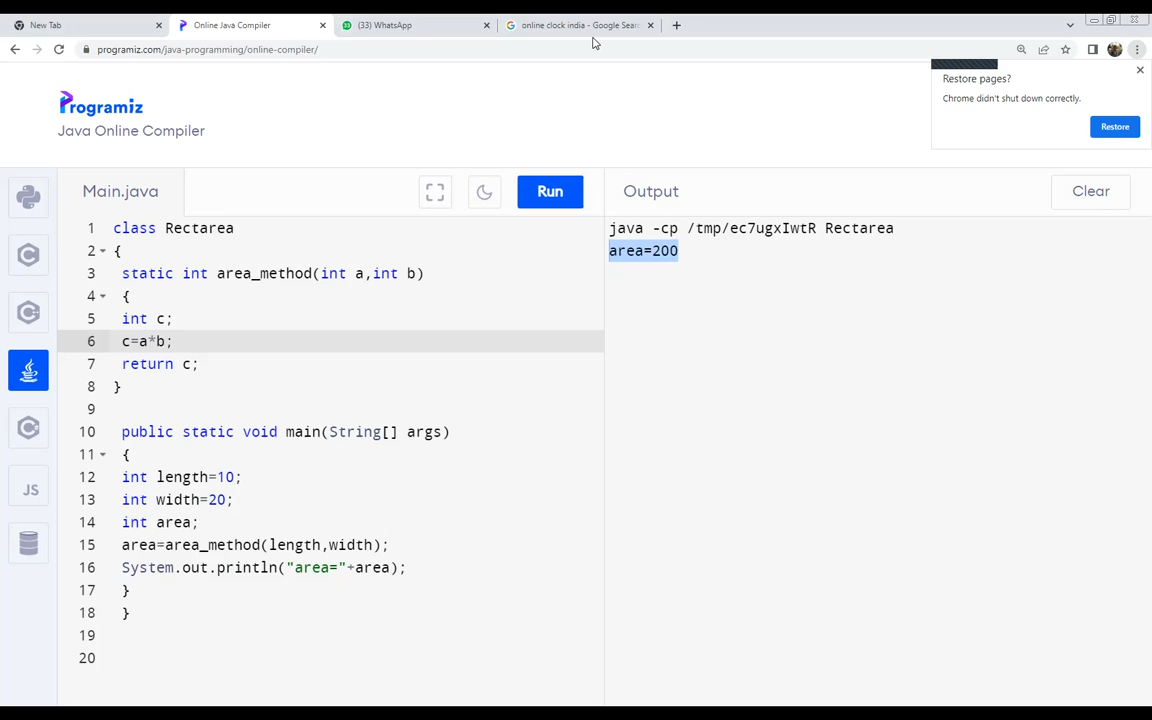 New Tab
Online Java Compiler
(33) WhatsApp
online clock india - Google Sear
programiz.com/java-programming/online-compiler/
Restore pages?
Chrome didn't shut down correctly.
Restore
Programiz
Java Online Compiler
Main.java
Run
Output
Clear
1 class Rectarea
2 {
3 static int area_method(int a,int b)
4 {
5 int c;
6 c=a*b;
7 return c;
8 }
9
10 public static void main(String[] args)
11 {
12 int length=10;
13 int width=20;
14 int area;
15 area=area_method(length,width);
16 System.out.println("area="+area);
17 }
18 }
19
20
JS
java -cp /tmp/ec7ugxIwtR Rectarea
area=200